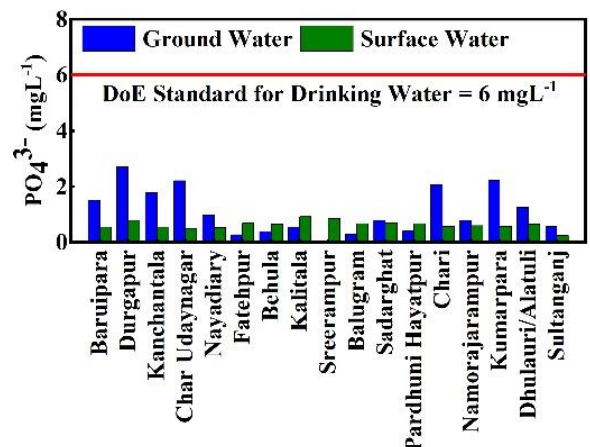 8
6
4
2
0
PO₄³⁻ (mgL⁻¹)
Ground Water
Surface Water
DoE Standard for Drinking Water = 6 mgL⁻¹
Baruipara
Durgapur
Kanchantala
Char Udaynagar
Nayadiary
Fatehpur
Behula
Kalitala
Sreerampur
Balugram
Sadarghat
Pardhuni Hayatpur
Chari
Namorajarampur
Kumarpara
Dhulauri/Alatuli
Sultanganj